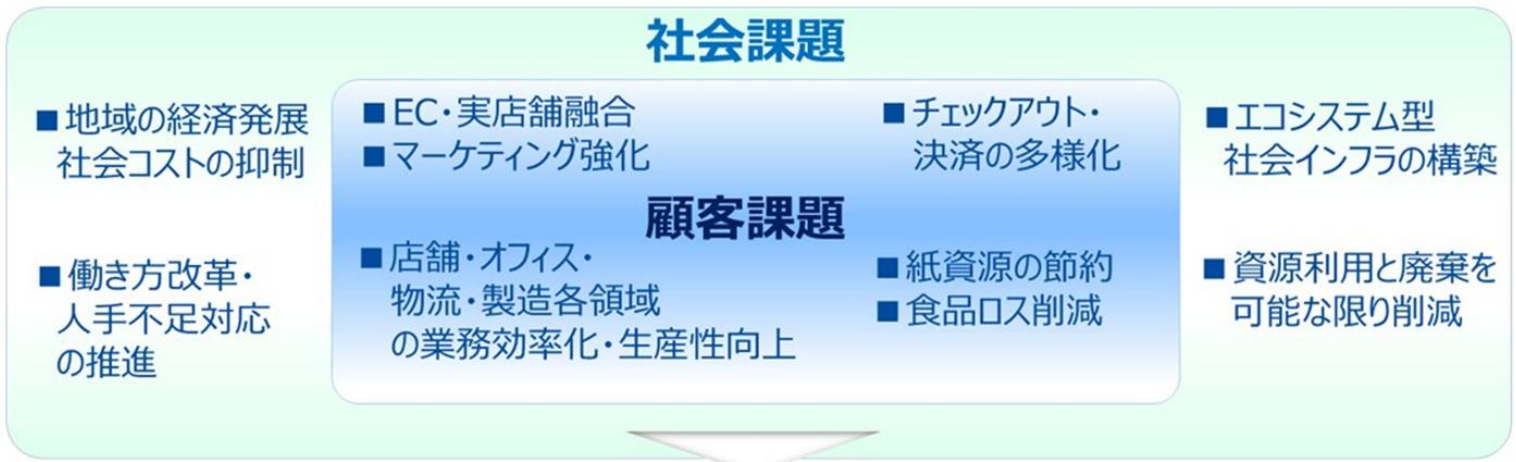 社会課題
■地域の経済発展
社会コストの抑制
■働き方改革・
人手不足対応
の推進
■EC・実店舗融合
■マーケティング強化
■チェックアウト・
決済の多様化
顧客課題
■店舗・オフィス・
物流・製造各領域
の業務効率化・生産性向上
■紙資源の節約
■食品ロス削減
■エコシステム型
社会インフラの構築
■資源利用と廃棄を
可能な限り削減